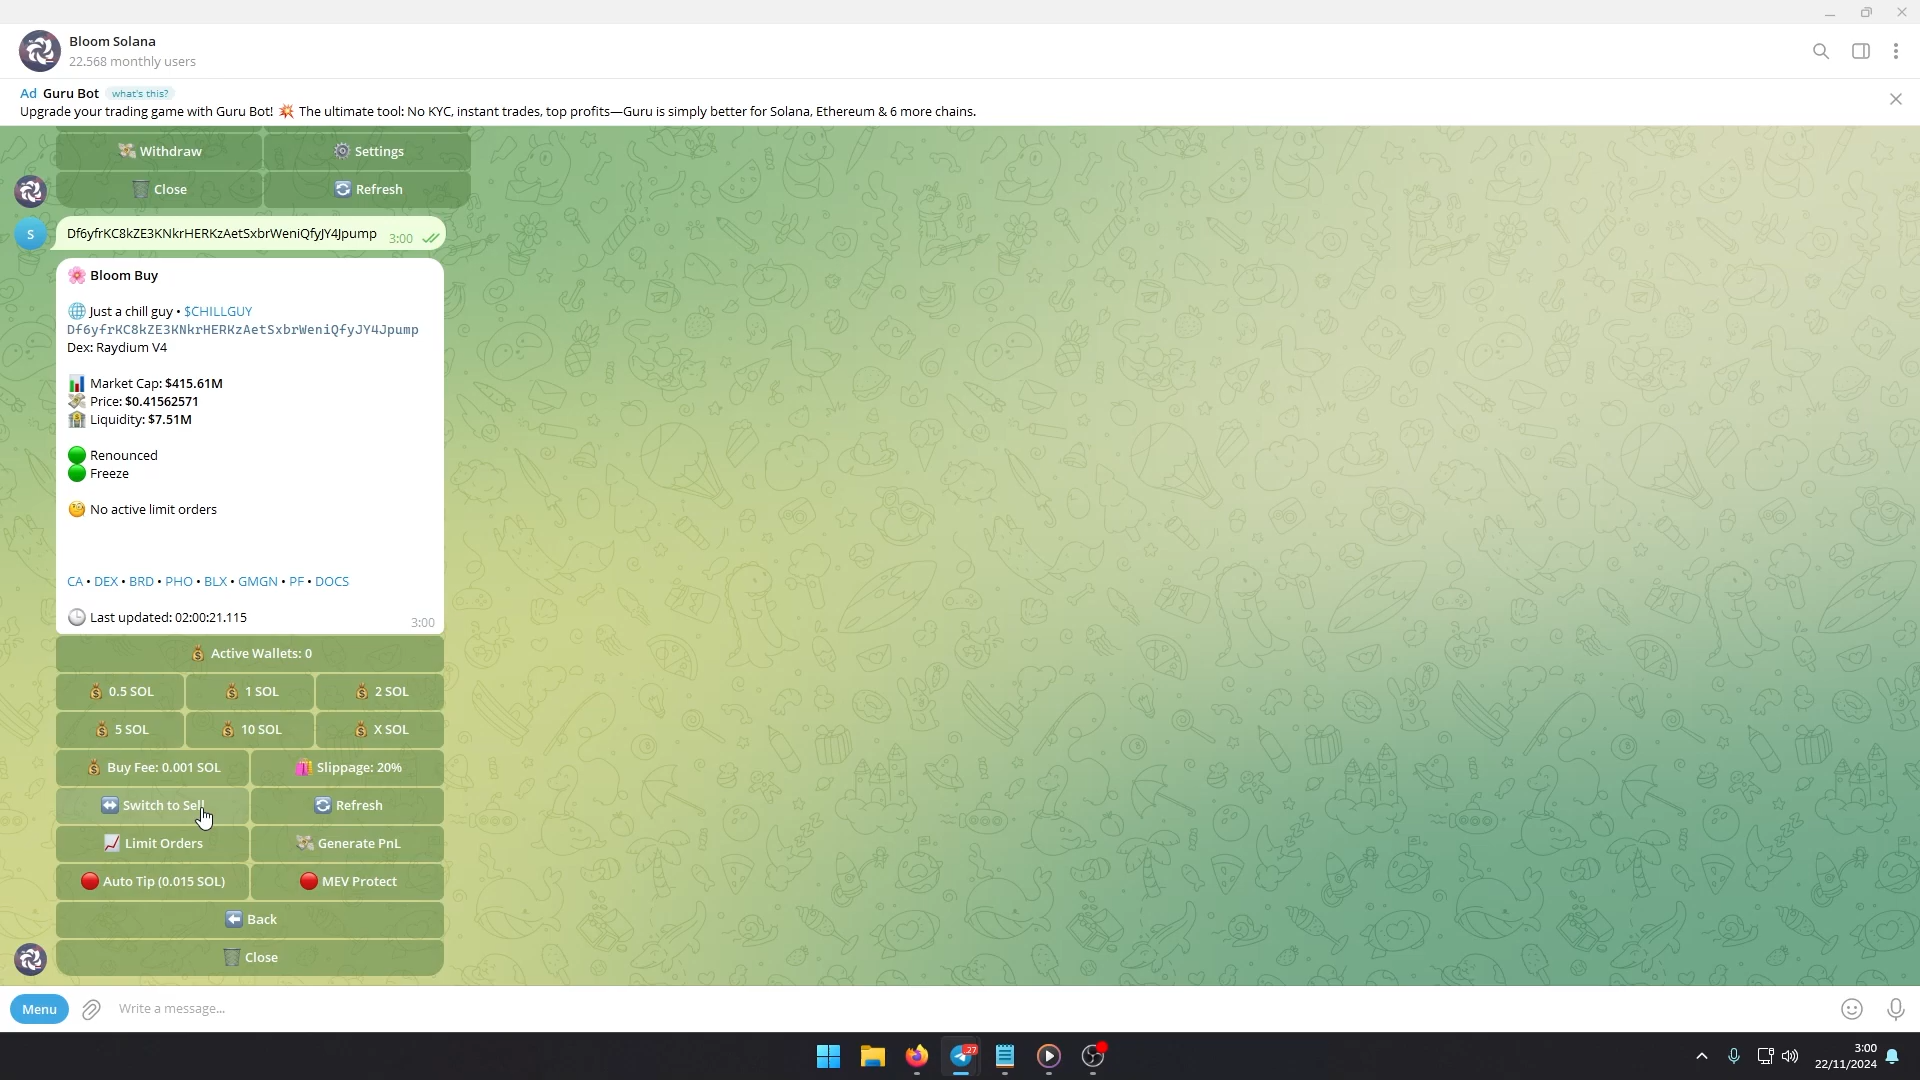 Bloom Solana
22.568 monthly users
Ad Guru Bot what's this?
Upgrade your trading game with Guru Bot! 💥 The ultimate tool: No KYC, instant trades, top profits—Guru is simply better for Solana, Ethereum & 6 more chains.
💸 Withdraw ⚙️ Settings
🗑️ Close 🔄 Refresh
S
Df6yfrKC8kZE3KNkrHERKzAetSxbrWeniQfyJY4Jpump 3:00
🌸 Bloom Buy
🌐 Just a chill guy • $CHILLGUY
Df6yfrKC8kZE3KNkrHERKzAetSxbrWeniQfyJY4Jpump
Dex: Raydium V4
📊 Market Cap: $415.61M
💸 Price: $0.41562571
🏦 Liquidity: $7.51M
🟢 Renounced
🟢 Freeze
🧐 No active limit orders
CA • DEX • BRD • PHO • BLX • GMGN • PF • DOCS
🕒 Last updated: 02:00:21.115
3:00
💰 Active Wallets: 0
💰 0.5 SOL 💰 1 SOL 💰 2 SOL
💰 5 SOL 💰 10 SOL 💰 X SOL
💰 Buy Fee: 0.001 SOL 🛍️ Slippage: 20%
↔️ Switch to Sell 🔄 Refresh
📈 Limit Orders 💸 Generate PnL
🔴 Auto Tip (0.015 SOL) 🔴 MEV Protect
⬅️ Back
🗑️ Close
Menu Write a message...
27
3:00
22/11/2024